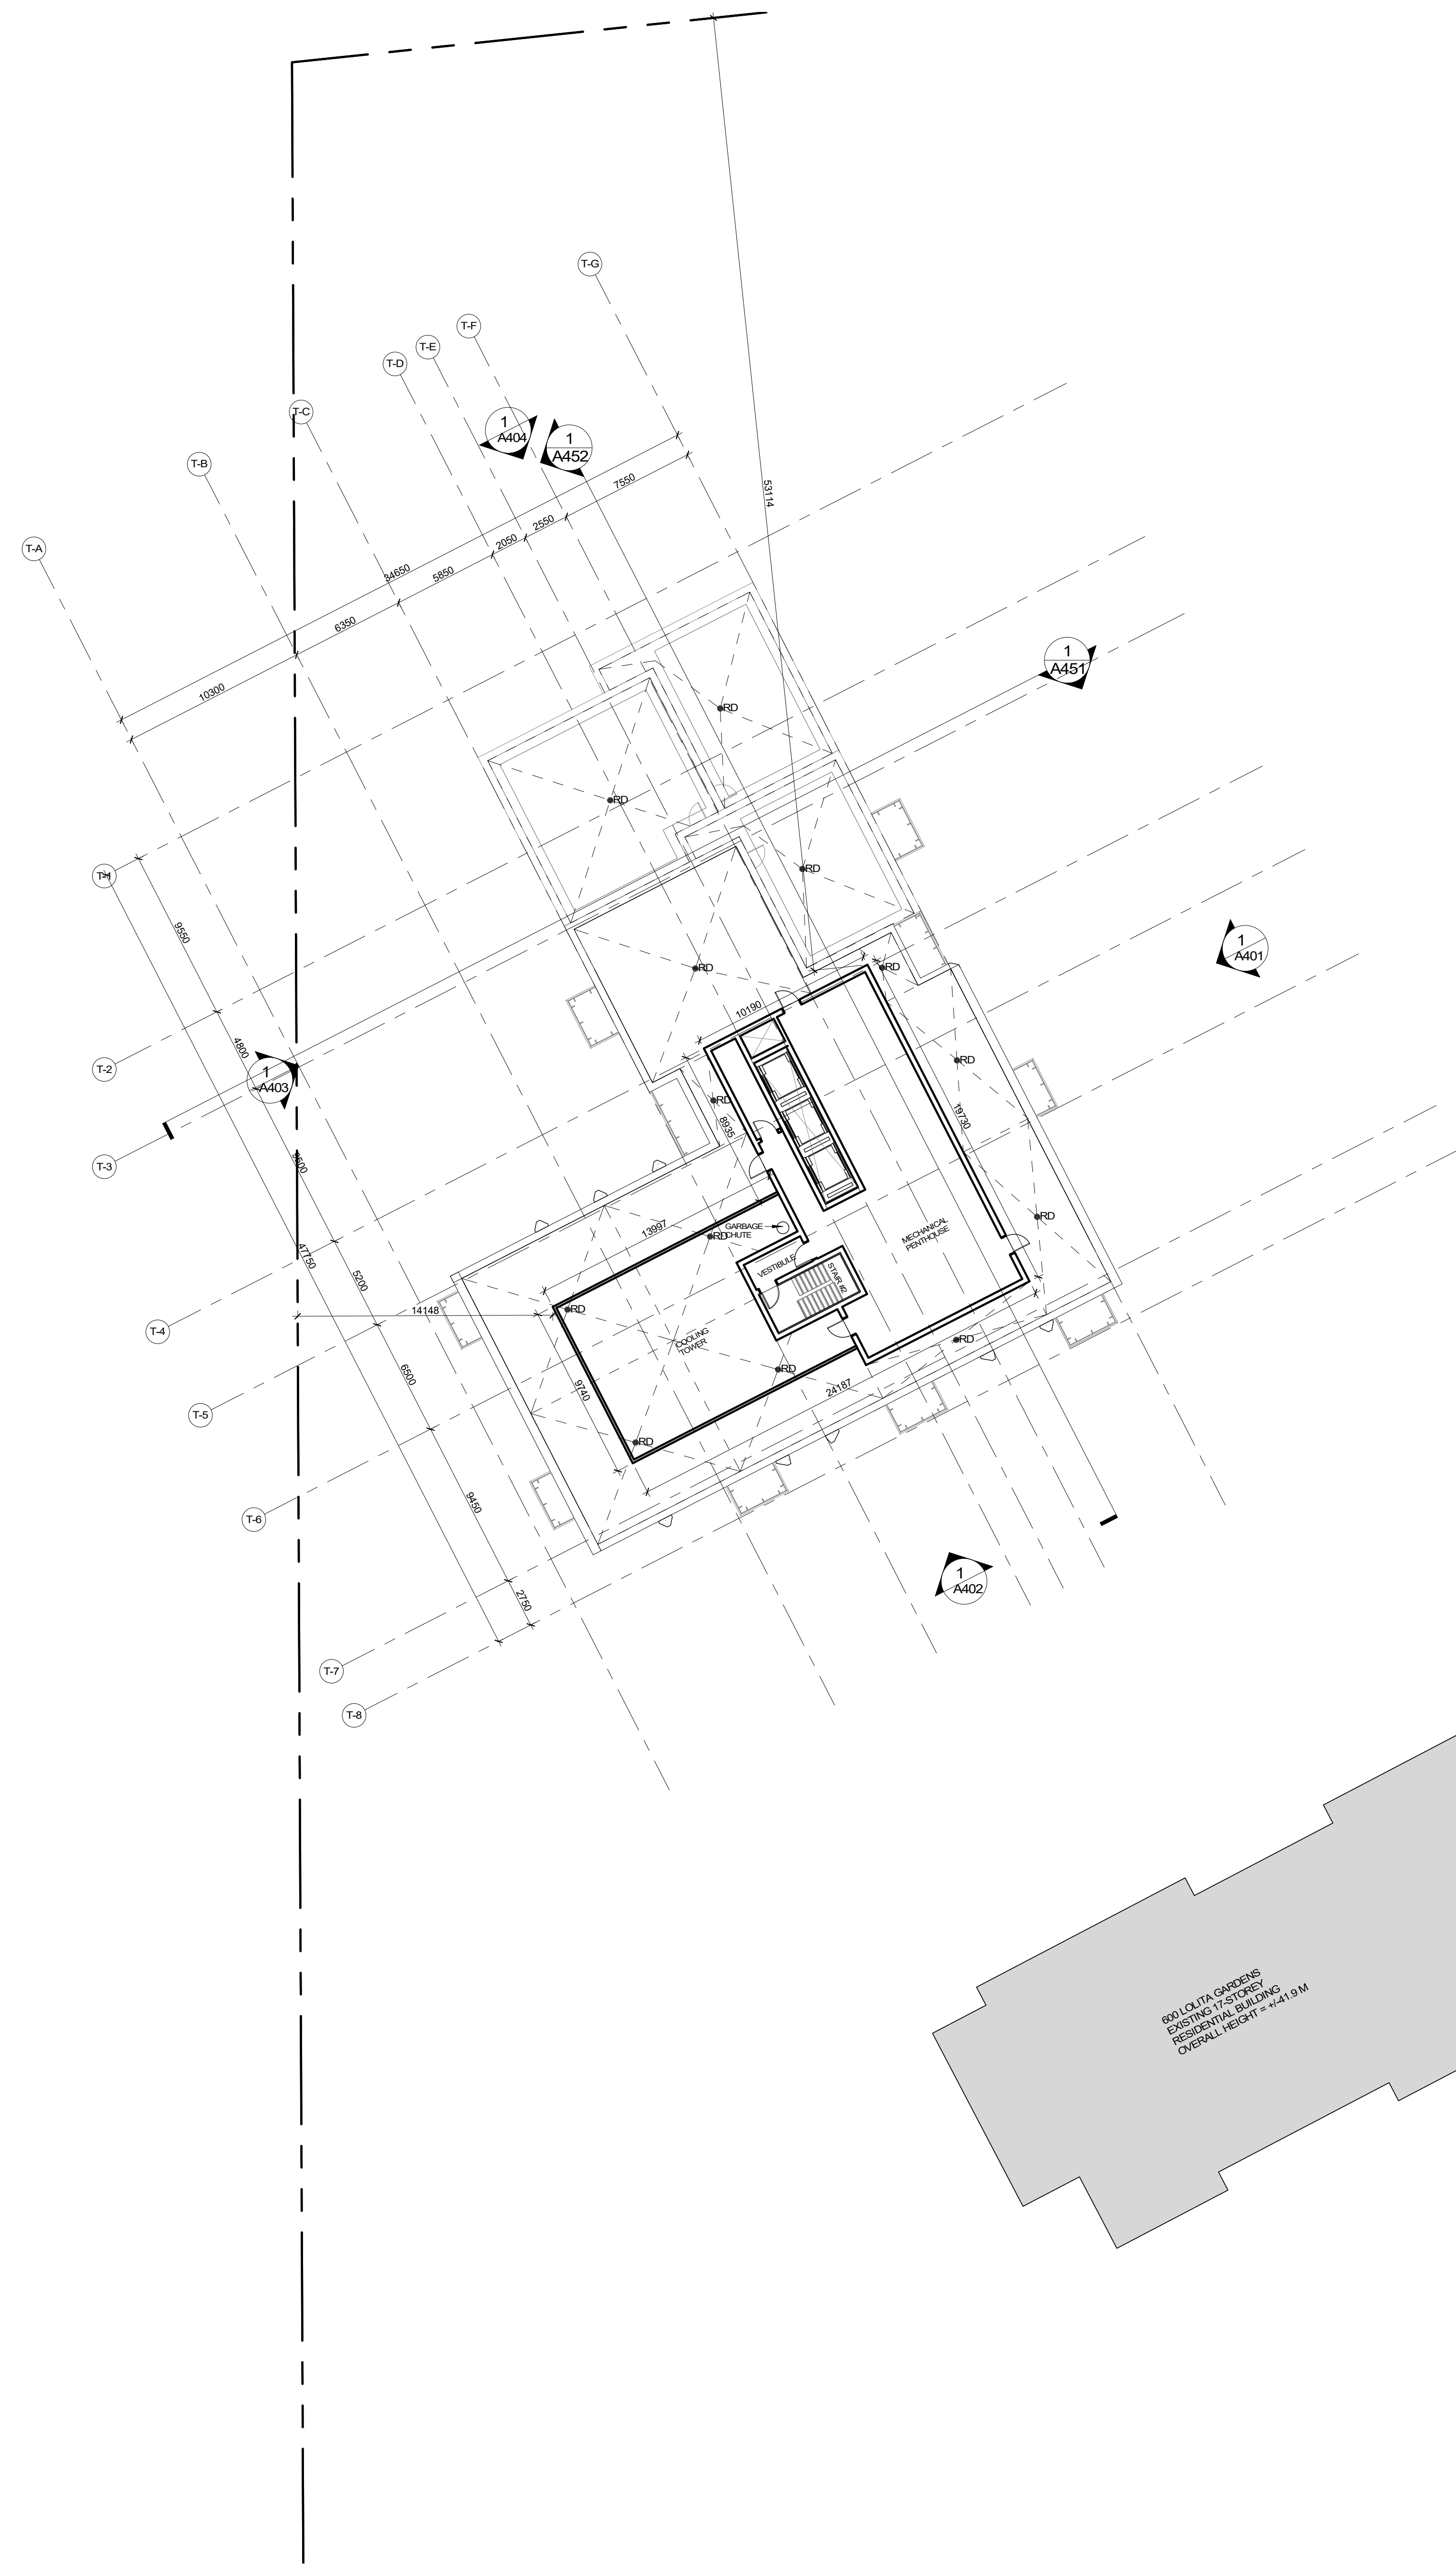 T-G
T-F
T-E
T-D
T-C
1
A404
1
A452
T-B
7550
53114
2550
T-A
2050
34650
5850
6350
1
A451
10300
RD
RD
T-1
RD
9550
1
A401
RD
RD
10190
4800
T-2
RD
1
A403
RD
19730
8935
T-3
9500
RD
13997
GARBAGE
CHUTE
RD
MECHANICAL
PENTHOUSE
47750
VESTIBULE
STAIR #2
5200
14148
RD
T-4
RD
COOLING
TOWER
6500
RD
9740
24187
T-5
RD
9450
T-6
1
A402
2750
T-7
T-8
600 LOLITA GARDENS
EXISTING 17-STOREY
RESIDENTIAL BUILDING
OVERALL HEIGHT = +/-41.9 M